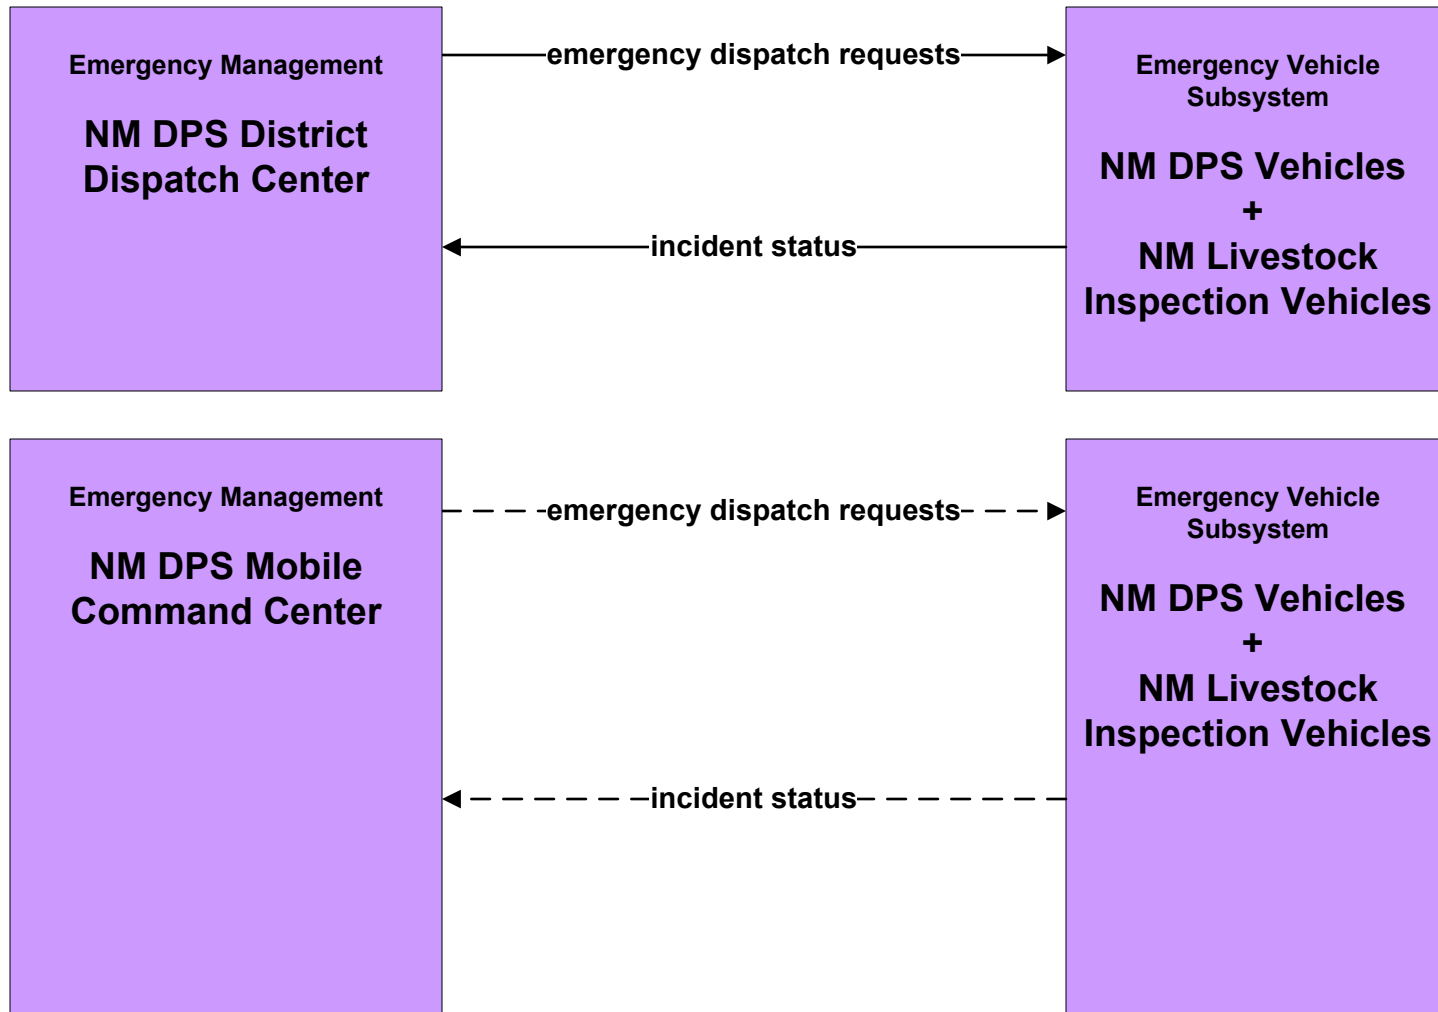 Emergency Management
NM DPS District
Dispatch Center
emergency dispatch requests
incident status
Emergency Vehicle
Subsystem
NM DPS Vehicles
+
NM Livestock
Inspection Vehicles
Emergency Management
NM DPS Mobile
Command Center
emergency dispatch requests
incident status
Emergency Vehicle
Subsystem
NM DPS Vehicles
+
NM Livestock
Inspection Vehicles